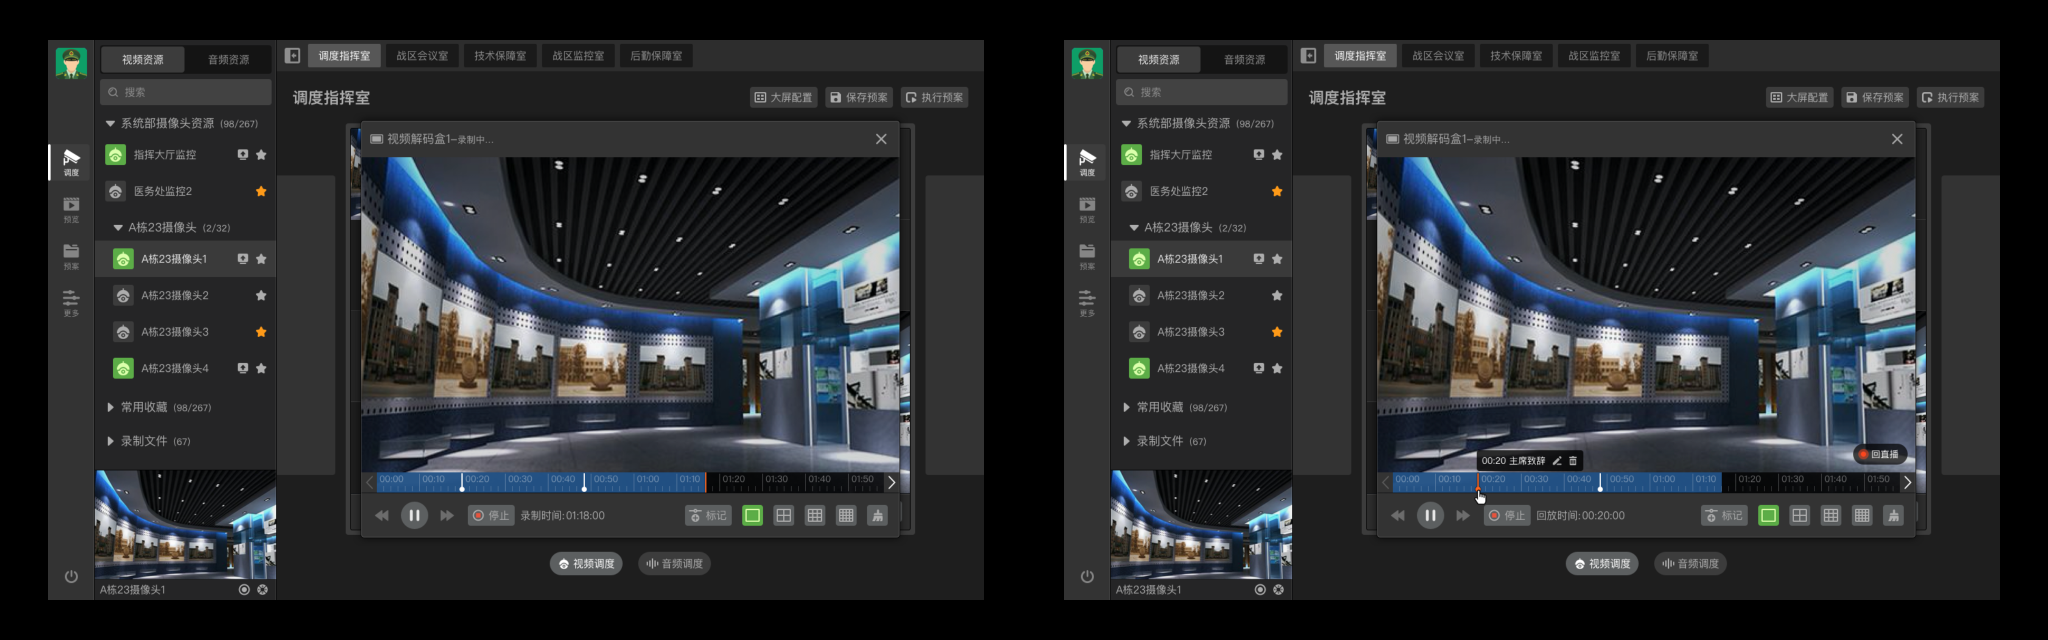 视频资源 音频资源
调度指挥室 战区会议室 技术保障室 战区监控室 后勤保障室
搜索
调度指挥室
大屏配置 保存预案 执行预案
系统部摄像头资源 (98/267)
指挥大厅监控
医务处监控2
A栋23摄像头 (2/32)
A栋23摄像头1
A栋23摄像头2
A栋23摄像头3
A栋23摄像头4
常用收藏 (98/267)
录制文件 (67)
调度
预览
预案
更多
视频解码盒1-录制中...
00:00 00:10 00:20 00:30 00:40 00:50 01:00 01:10 01:20 01:30 01:40 01:50
停止 录制时间:01:18:00 标记
视频调度 音频调度
A栋23摄像头1
视频资源 音频资源
调度指挥室 战区会议室 技术保障室 战区监控室 后勤保障室
搜索
调度指挥室
大屏配置 保存预案 执行预案
系统部摄像头资源 (98/267)
指挥大厅监控
医务处监控2
A栋23摄像头 (2/32)
A栋23摄像头1
A栋23摄像头2
A栋23摄像头3
A栋23摄像头4
常用收藏 (98/267)
录制文件 (67)
调度
预览
预案
更多
视频解码盒1-录制中...
回直播
00:20 主席致辞
00:00 00:10 00:20 00:30 00:40 00:50 01:00 01:10 01:20 01:30 01:40 01:50
停止 回放时间:00:20:00 标记
视频调度 音频调度
A栋23摄像头1